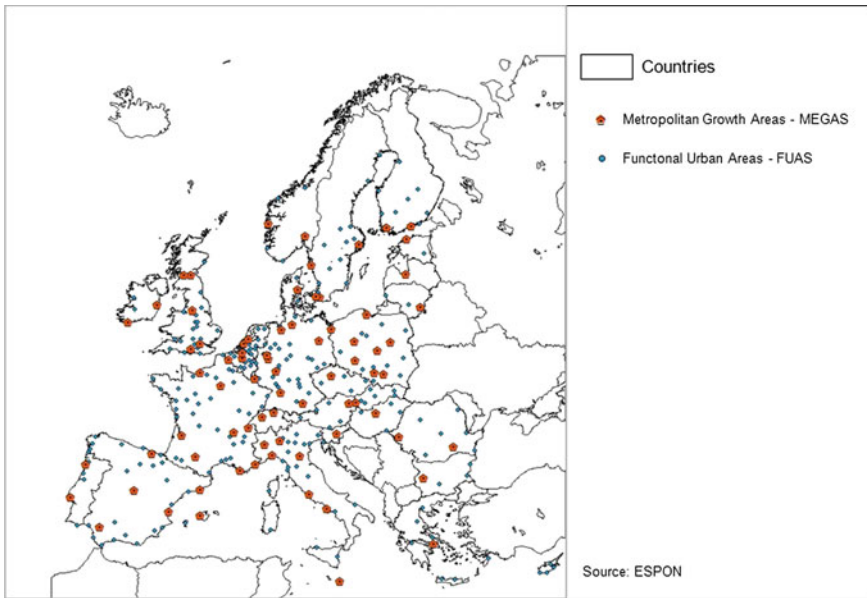 Countries
Metropolitan Growth Areas - MEGAS
Functonal Urban Areas - FUAS
Source: ESPON